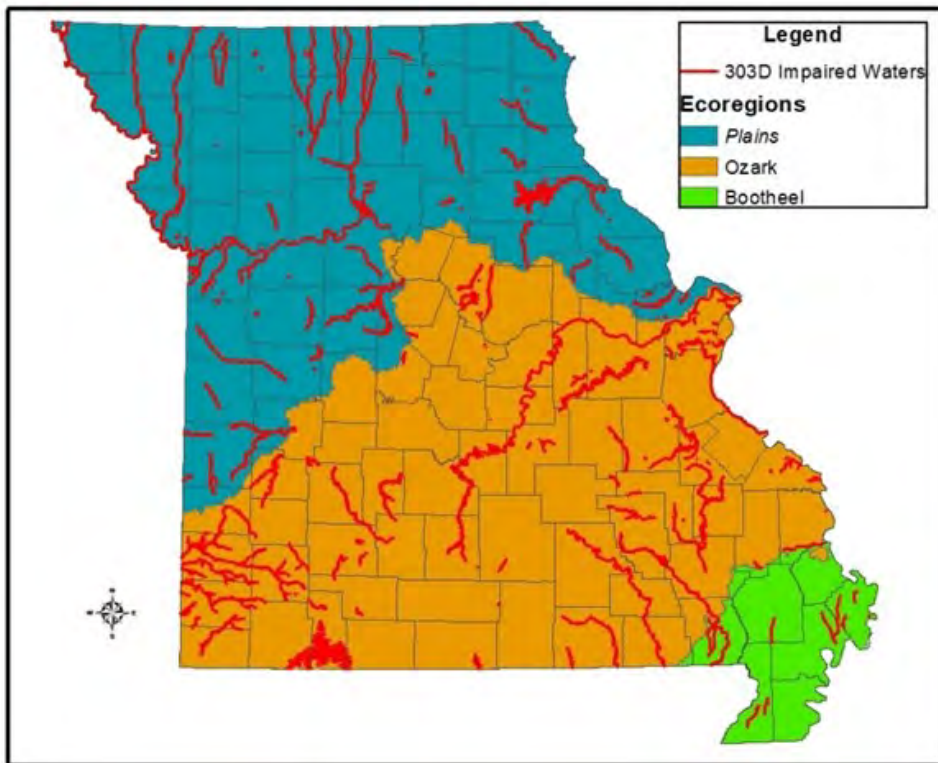 Legend
303D Impaired Waters
Ecoregions
Plains
Ozark
Bootheel